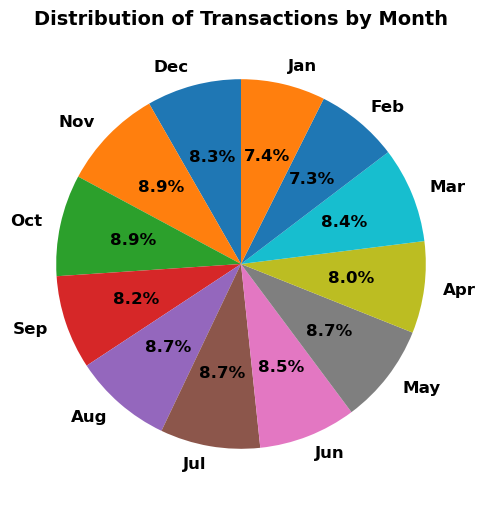 Distribution of Transactions by Month
Dec
Jan
Nov
Feb
8.3%
7.4%
8.9%
7.3%
Mar
Oct
8.9%
8.4%
8.0%
Apr
Sep
8.2%
8.7%
8.7%
8.7%
8.5%
May
Aug
Jul
Jun